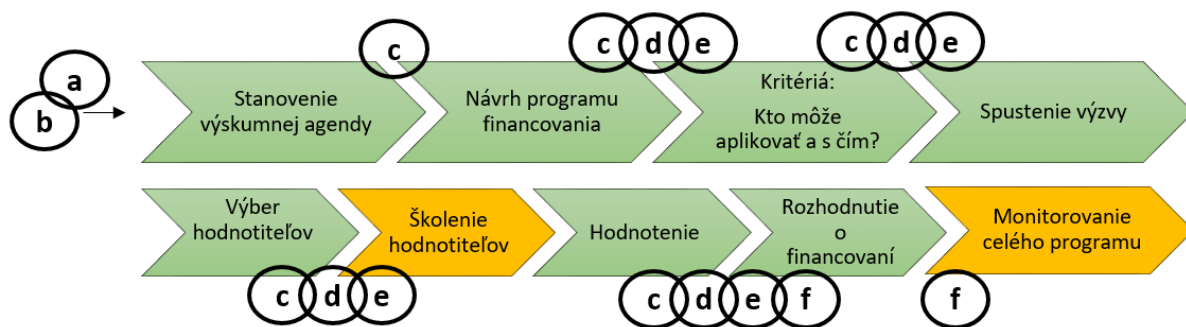 c
c d e
c d e
a
b
Stanovenie
výskumnej agendy
Návrh programu
financovania
Kritériá:
Kto môže
aplikovať a s čím?
Spustenie výzvy
Výber
hodnotiteľov
Školenie
hodnotiteľov
Hodnotenie
Rozhodnutie
o
financovaní
Monitorovanie
celého programu
c d e
c d e f
f